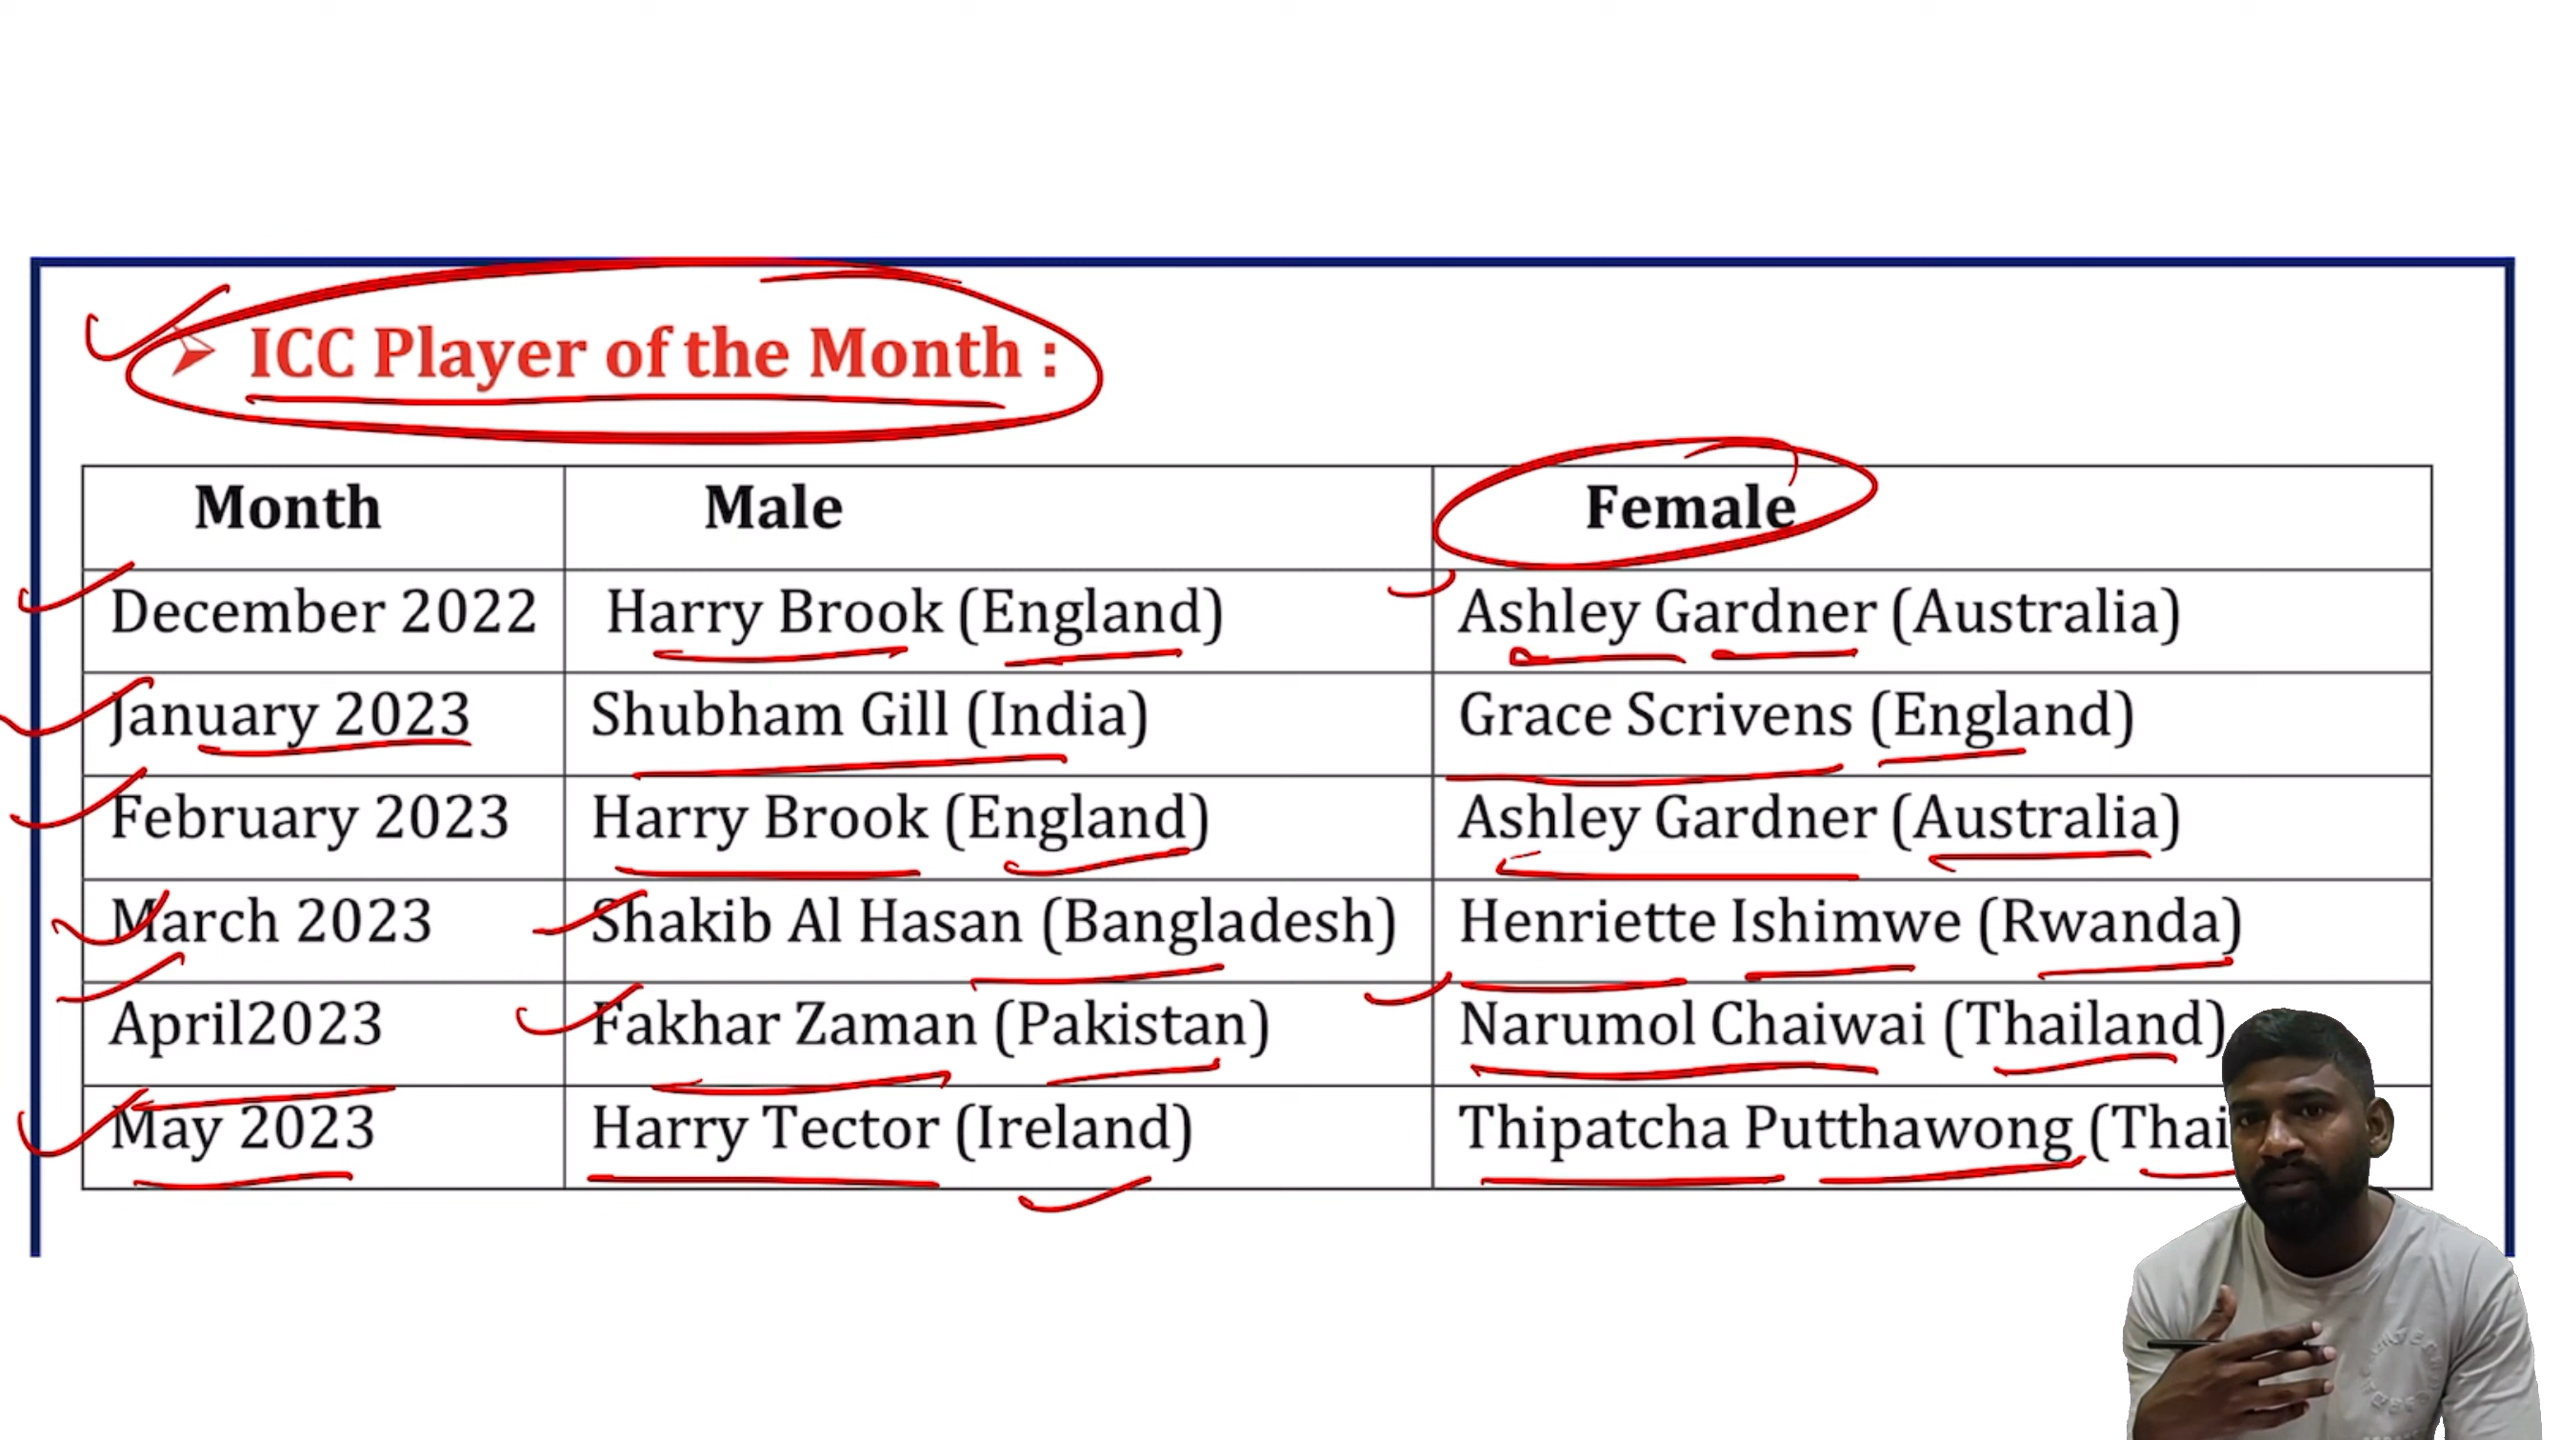 ICC Player of the Month :
Month Male Female
December 2022 Harry Brook (England) Ashley Gardner (Australia)
January 2023 Shubham Gill (India) Grace Scrivens (England)
February 2023 Harry Brook (England) Ashley Gardner (Australia)
March 2023 Shakib Al Hasan (Bangladesh) Henriette Ishimwe (Rwanda)
April2023 Fakhar Zaman (Pakistan) Narumol Chaiwai (Thailand)
May 2023 Harry Tector (Ireland) Thipatcha Putthawong (Thai